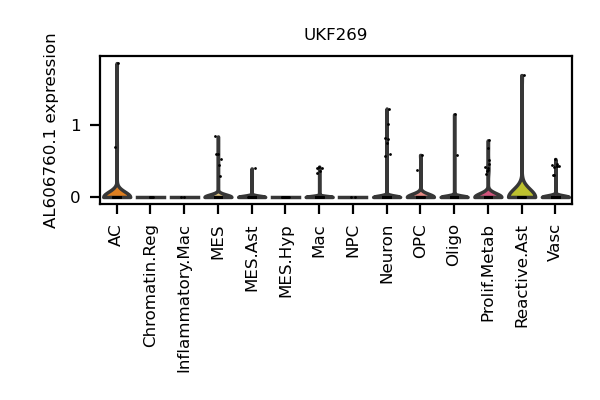 UKF269
AL606760.1 expression
1
0
AC
Chromatin.Reg
Inflammatory.Mac
MES
MES.Ast
MES.Hyp
Mac
NPC
Neuron
OPC
Oligo
Prolif.Metab
Reactive.Ast
Vasc